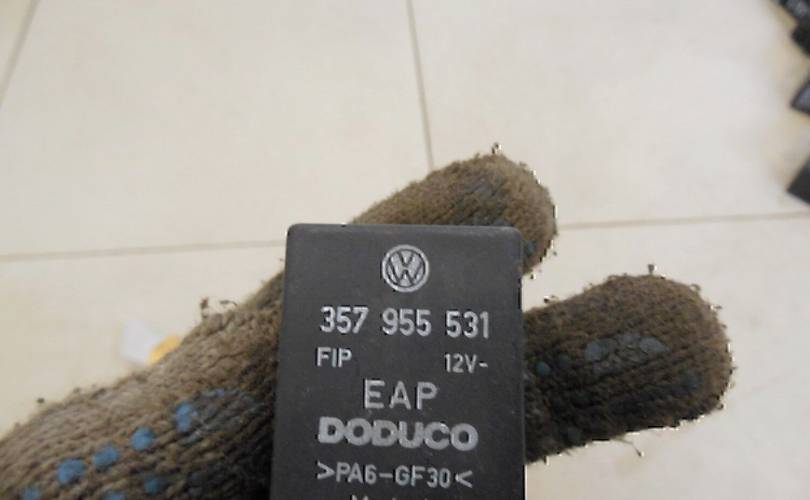 357 955 531
FIP 12V-
EAP
DODUCO
>PA6-GF30<